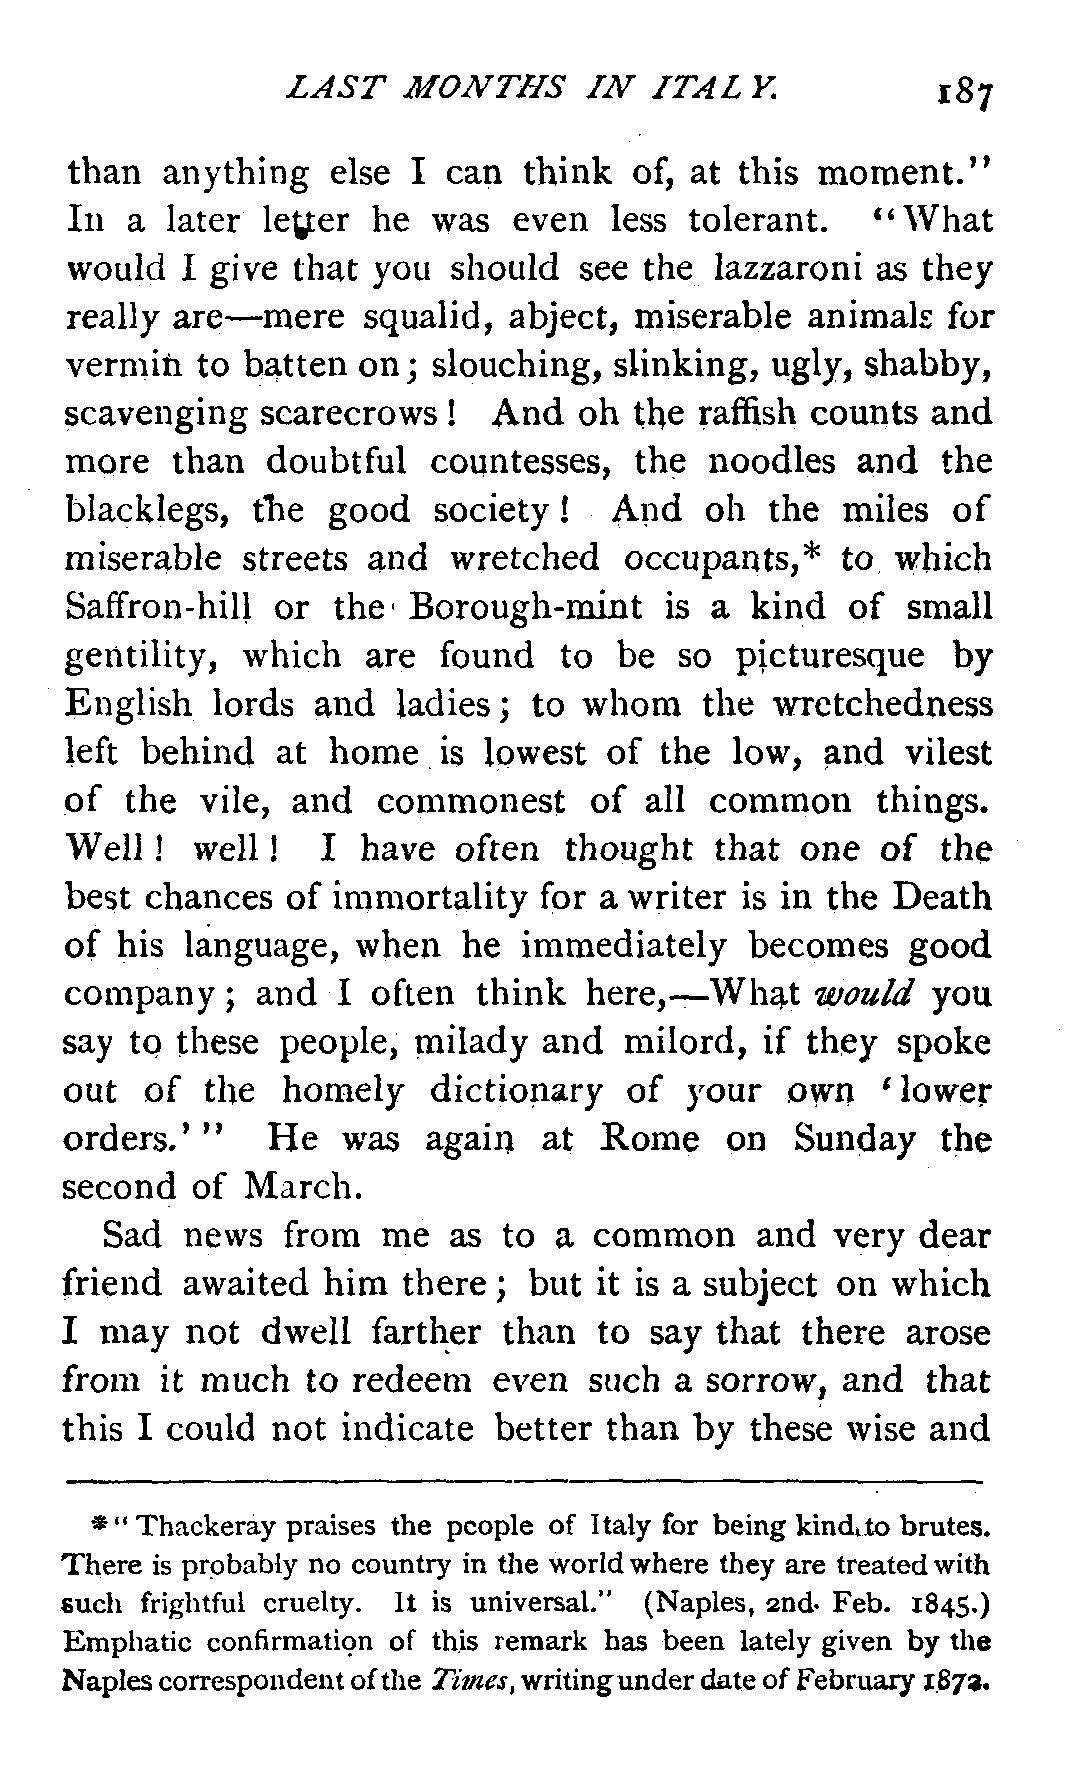 LAST MONTHS IN ITALY. 187
than anything else I can think of, at this moment."
In a later letter he was even less tolerant. "What
would I give that you should see the lazzaroni as they
really are—mere squalid, abject, miserable animals for
vermin to batten on; slouching, slinking, ugly, shabby,
scavenging scarecrows! And oh the raffish counts and
more than doubtful countesses, the noodles and the
blacklegs, the good society! And oh the miles of
miserable streets and wretched occupants,* to which
Saffron-hill or the Borough-mint is a kind of small
gentility, which are found to be so picturesque by
English lords and ladies; to whom the wretchedness
left behind at home is lowest of the low, and vilest
of the vile, and commonest of all common things.
Well! well! I have often thought that one of the
best chances of immortality for a writer is in the Death
of his language, when he immediately becomes good
company; and I often think here,—What would you
say to these people, milady and milord, if they spoke
out of the homely dictionary of your own 'lower
orders.'" He was again at Rome on Sunday the
second of March.
Sad news from me as to a common and very dear
friend awaited him there; but it is a subject on which
I may not dwell farther than to say that there arose
from it much to redeem even such a sorrow, and that
this I could not indicate better than by these wise and
* "Thackeray praises the people of Italy for being kind to brutes.
There is probably no country in the world where they are treated with
such frightful cruelty. It is universal." (Naples, 2nd. Feb. 1845.)
Emphatic confirmation of this remark has been lately given by the
Naples correspondent of the Times, writing under date of February 1872.